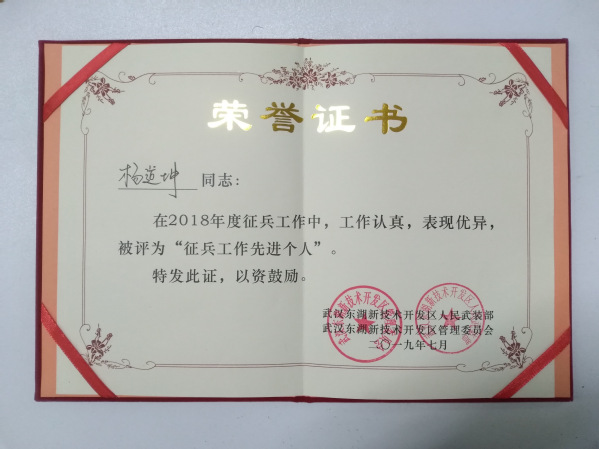 荣誉证书
杨道坤 同志：
在2018年度征兵工作中，工作认真，表现优异，
被评为“征兵工作先进个人”。
特发此证，以资鼓励。
武汉东湖新技术开发区人民武装部
武汉东湖新技术开发区管理委员会
二〇一九年七月